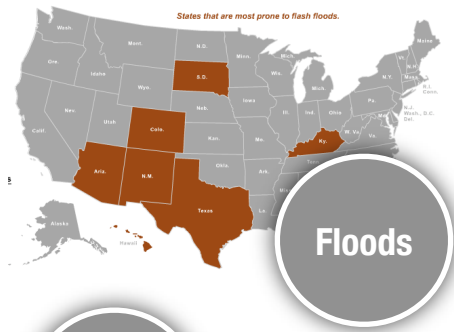 States that are most prone to flash floods.
Wash.
Mont.
N.D.
Minn.
Mich
Maine
Ore.
Idaho
S.D.
Wis.
Vt.
N.H.
Wyo.
Mich.
N.Y.
Mass.
R.I.
Conn.
Nev.
Neb.
Iowa
Pa.
N.J.
Utah
Ill.
Ind.
Ohio
Wash., D.C.
Del.
Calif.
Colo.
Kan.
Mo.
Ky.
W. Va.
Va.
Ariz.
N.M.
Okla.
Ark.
Tenn.
Texas
La.
Miss
Alaska
Hawaii
Floods